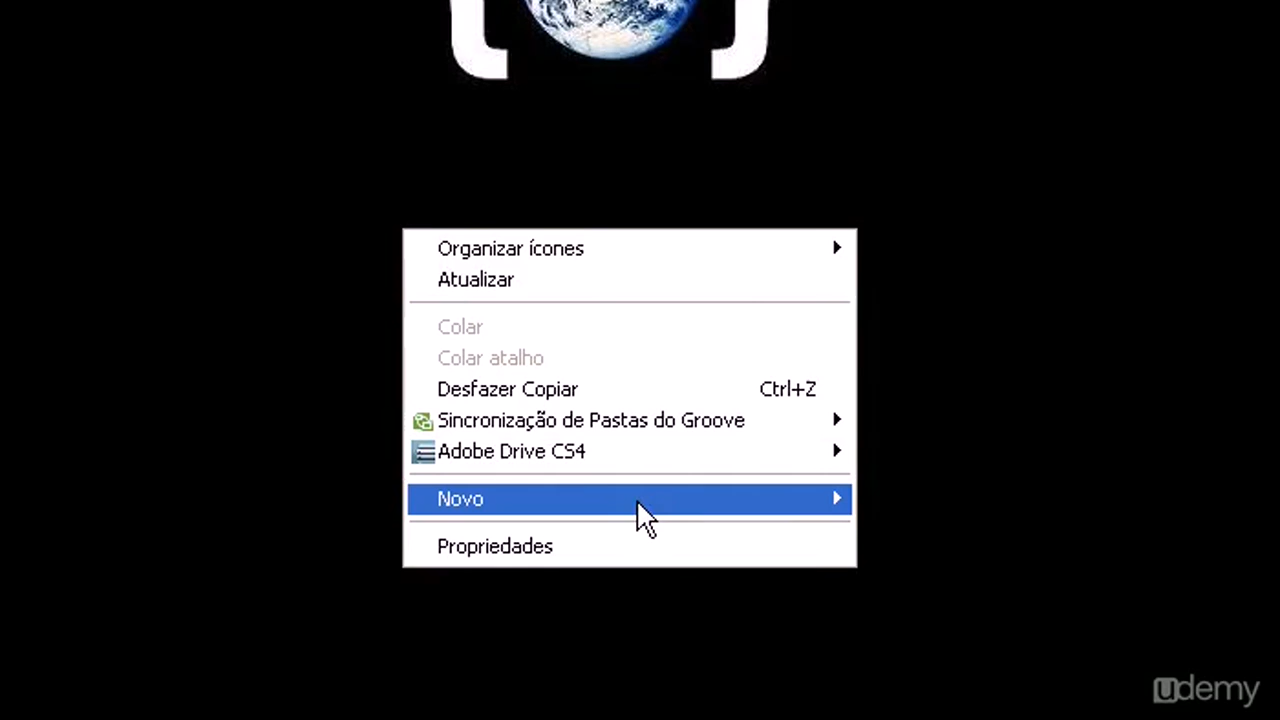 Organizar ícones
Atualizar
Colar
Colar atalho
Desfazer Copiar Ctrl+Z
Sincronização de Pastas do Groove
Adobe Drive CS4
Novo
Propriedades
udemy